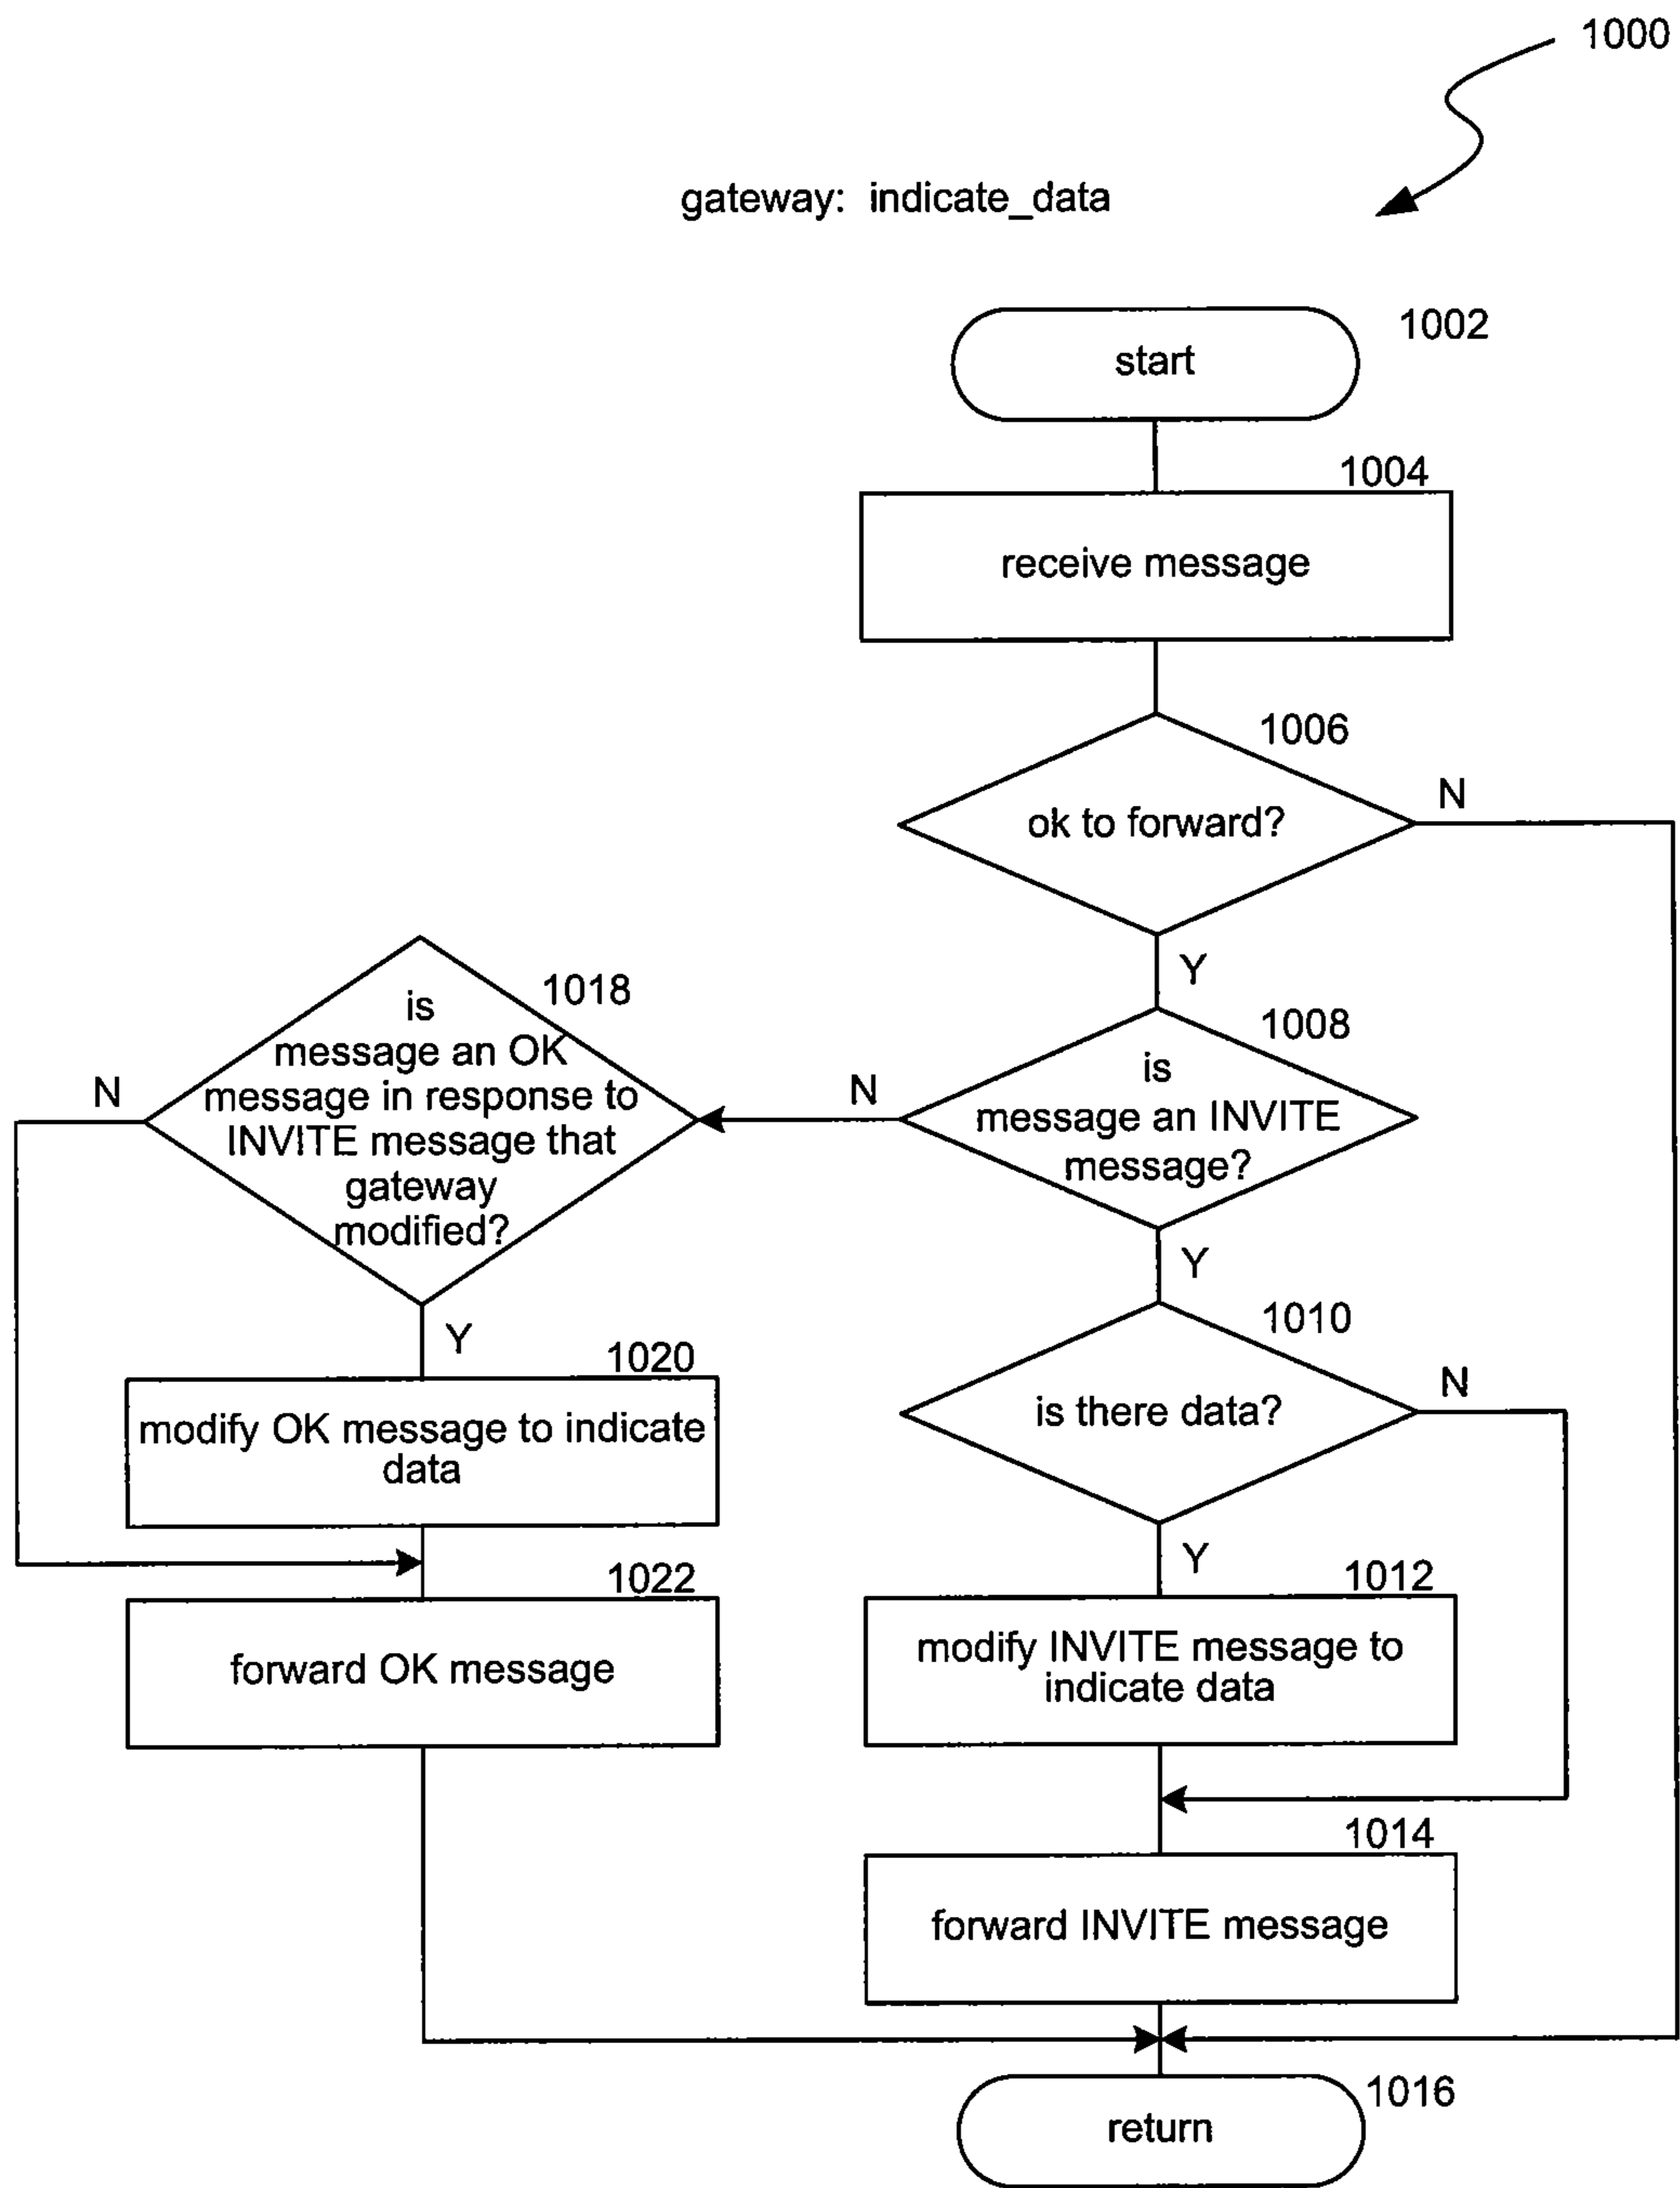 1000
gateway: indicate_data
1002
start
1004
receive message
1006
ok to forward?
N
Y
1008
is
message an INVITE
message?
N
Y
1018
is
message an OK
message in response to
INVITE message that
gateway
modified?
N
Y
1020
modify OK message to indicate
data
1022
forward OK message
1010
is there data?
N
Y
1012
modify INVITE message to
indicate data
1014
forward INVITE message
1016
return